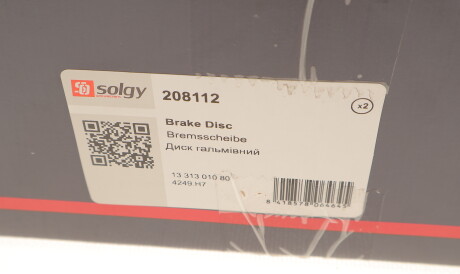 solgy
208112
x2
Brake Disc
Bremsscheibe
Диск гальмівний
13 313 010 80
4249 H7